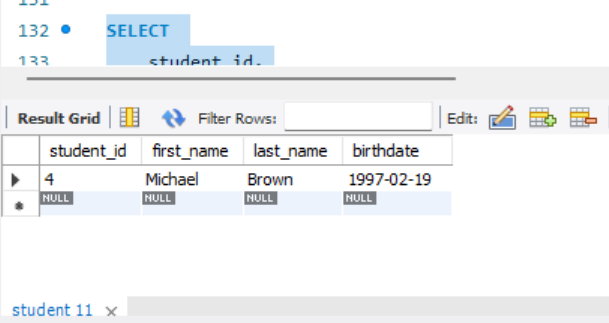 131
132 SELECT
133 student_id,
Result Grid Filter Rows: Edit:
student_id first_name last_name birthdate
4 Michael Brown 1997-02-19
NULL NULL NULL NULL
student 11